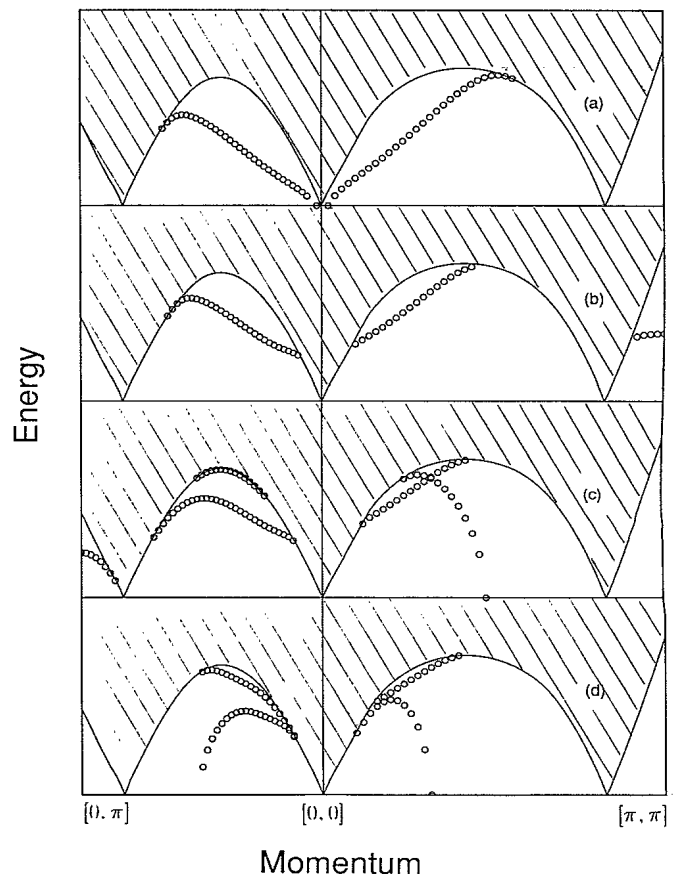 (a)
(b)
Energy
(c)
(d)
[0, π] [0, 0] [π, π]
Momentum